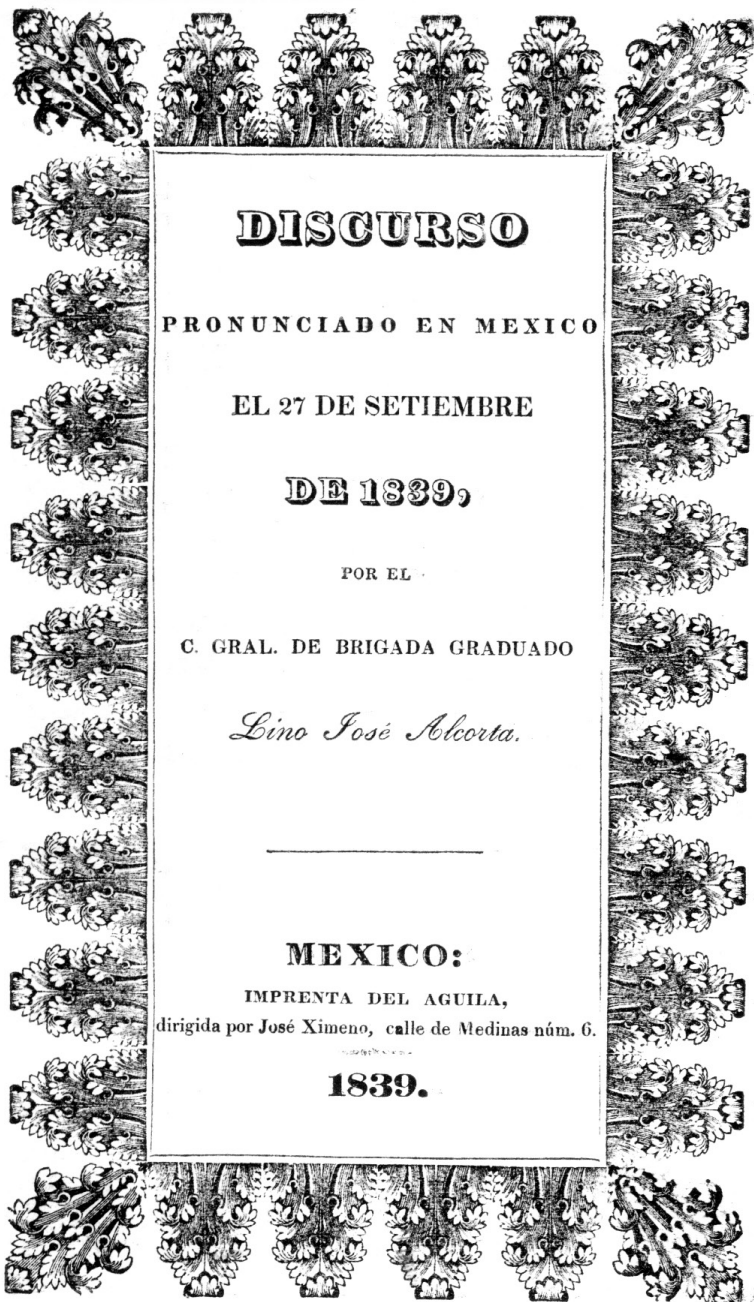 DISCURSO
PRONUNCIADO EN MEXICO
EL 27 DE SETIEMBRE
DE 1839,
POR EL
C. GRAL. DE BRIGADA GRADUADO
Lino José Alcorta.
MEXICO:
IMPRENTA DEL AGUILA,
dirigida por José Ximeno, calle de Medinas núm. 6.
1839.